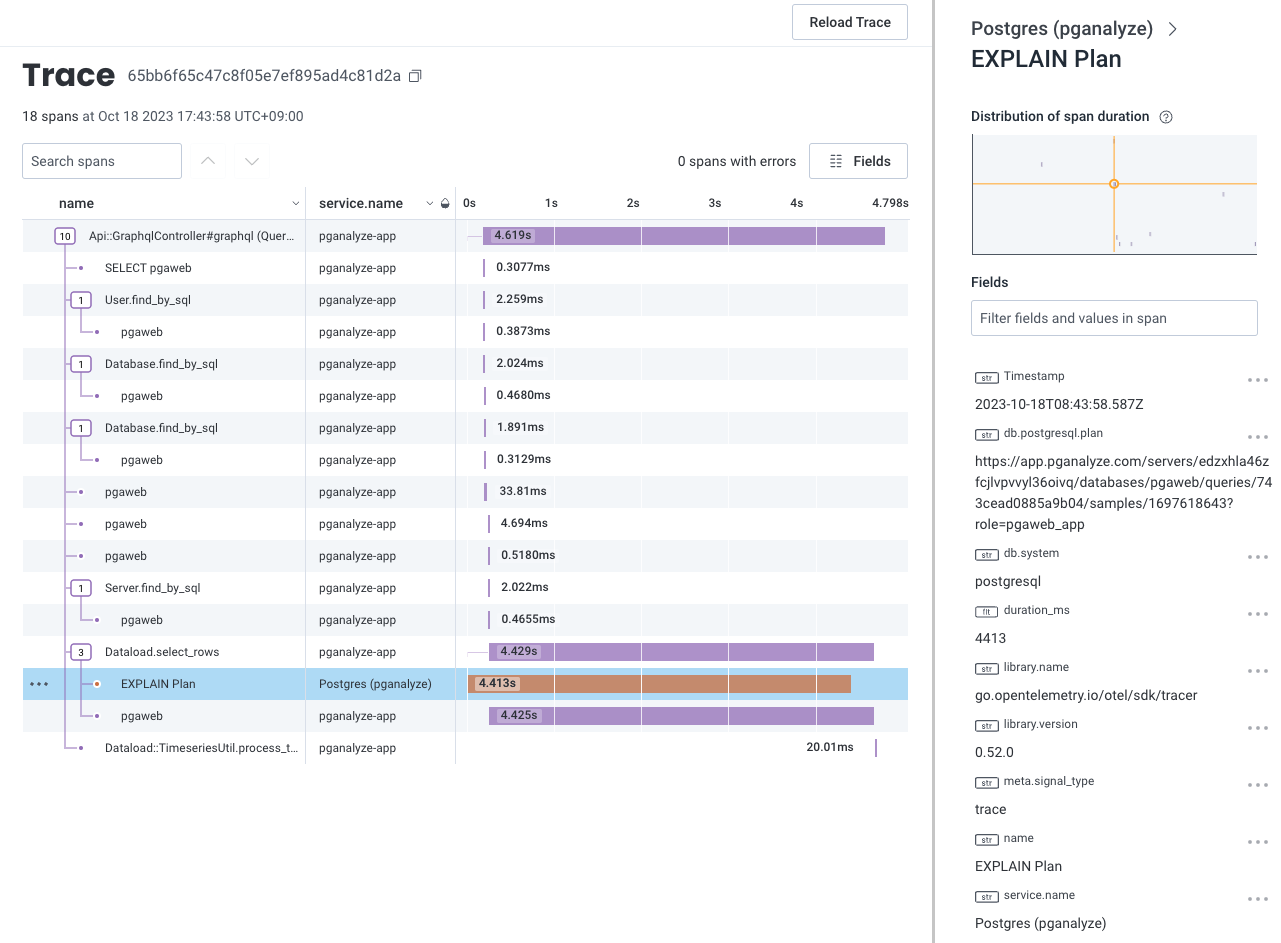 Reload Trace
Trace 65bb6f65c47c8f05e7ef895ad4c81d2a
18 spans at Oct 18 2023 17:43:58 UTC+09:00
Search spans
0 spans with errors
Fields
name service.name 0s 1s 2s 3s 4s 4.798s
10 Api::GraphqlController#graphql (Quer... pganalyze-app 4.619s
SELECT pgaweb pganalyze-app 0.3077ms
1 User.find_by_sql pganalyze-app 2.259ms
pgaweb pganalyze-app 0.3873ms
1 Database.find_by_sql pganalyze-app 2.024ms
pgaweb pganalyze-app 0.4680ms
1 Database.find_by_sql pganalyze-app 1.891ms
pgaweb pganalyze-app 0.3129ms
pgaweb pganalyze-app 33.81ms
pgaweb pganalyze-app 4.694ms
pgaweb pganalyze-app 0.5180ms
1 Server.find_by_sql pganalyze-app 2.022ms
pgaweb pganalyze-app 0.4655ms
3 Dataload.select_rows pganalyze-app 4.429s
EXPLAIN Plan Postgres (pganalyze) 4.413s
pgaweb pganalyze-app 4.425s
Dataload::TimeseriesUtil.process_t... pganalyze-app 20.01ms
Postgres (pganalyze)
EXPLAIN Plan
Distribution of span duration
Fields
Filter fields and values in span
str Timestamp
2023-10-18T08:43:58.587Z
str db.postgresql.plan
https://app.pganalyze.com/servers/edzxhla46z
fcjlvpvvyl36oivq/databases/pgaweb/queries/74
3cead0885a9b04/samples/1697618643?
role=pgaweb_app
str db.system
postgresql
flt duration_ms
4413
str library.name
go.opentelemetry.io/otel/sdk/tracer
str library.version
0.52.0
str meta.signal_type
trace
str name
EXPLAIN Plan
str service.name
Postgres (pganalyze)